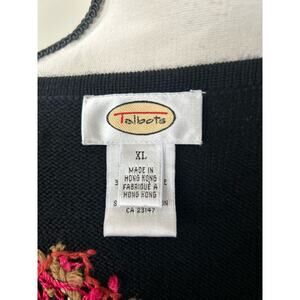 Talbots
XL
MADE IN
HONG KONG
FABRIQUÉ A
HONG KONG
CA 23147